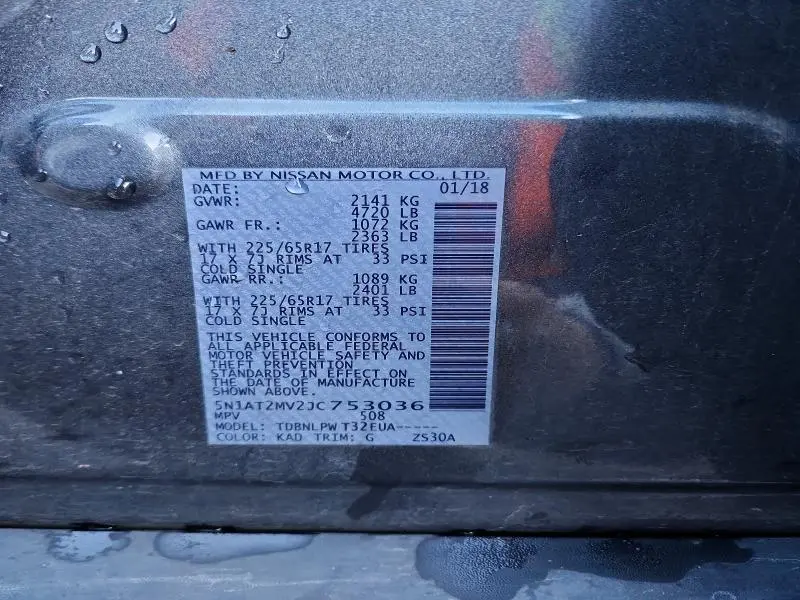 MFD BY NISSAN MOTOR CO., LTD.
DATE: 01/18
GVWR: 2141 KG
4720 LB
GAWR FR.: 1072 KG
2363 LB
WITH 225/65R17 TIRES
17 X 7J RIMS AT 33 PSI
COLD SINGLE
GAWR RR.: 1089 KG
2401 LB
WITH 225/65R17 TIRES
17 X 7J RIMS AT 33 PSI
COLD SINGLE
THIS VEHICLE CONFORMS TO
ALL APPLICABLE FEDERAL
MOTOR VEHICLE SAFETY AND
THEFT PREVENTION
STANDARDS IN EFFECT ON
THE DATE OF MANUFACTURE
SHOWN ABOVE.
5N1AT2MV2JC753036
MPV 508
MODEL: TDBNLPW T32EUA-----
COLOR: KAD TRIM: G ZS30A